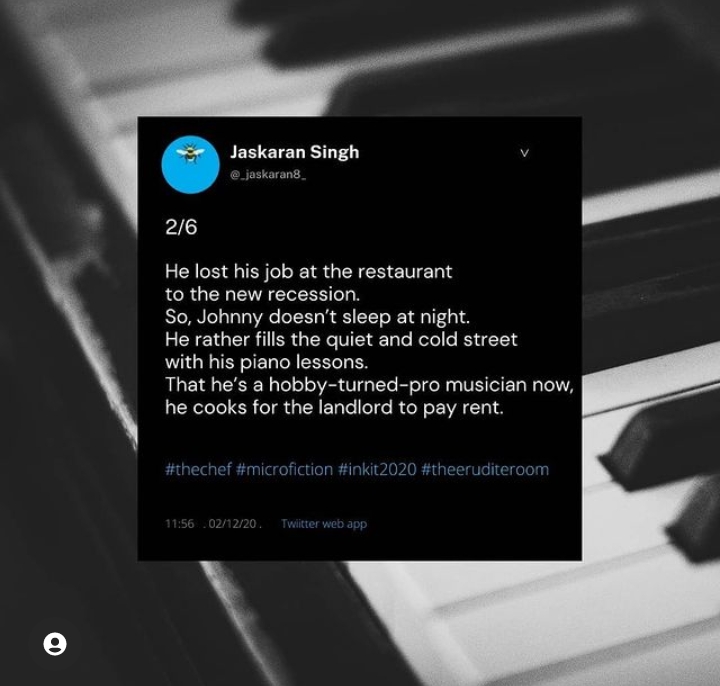 Jaskaran Singh
@_jaskaran8_
2/6
He lost his job at the restaurant
to the new recession.
So, Johnny doesn’t sleep at night.
He rather fills the quiet and cold street
with his piano lessons.
That he’s a hobby-turned-pro musician now,
he cooks for the landlord to pay rent.
#thechef #microfiction #inkit2020 #theeruditeroom
11:56 . 02/12/20 . Twiitter web app